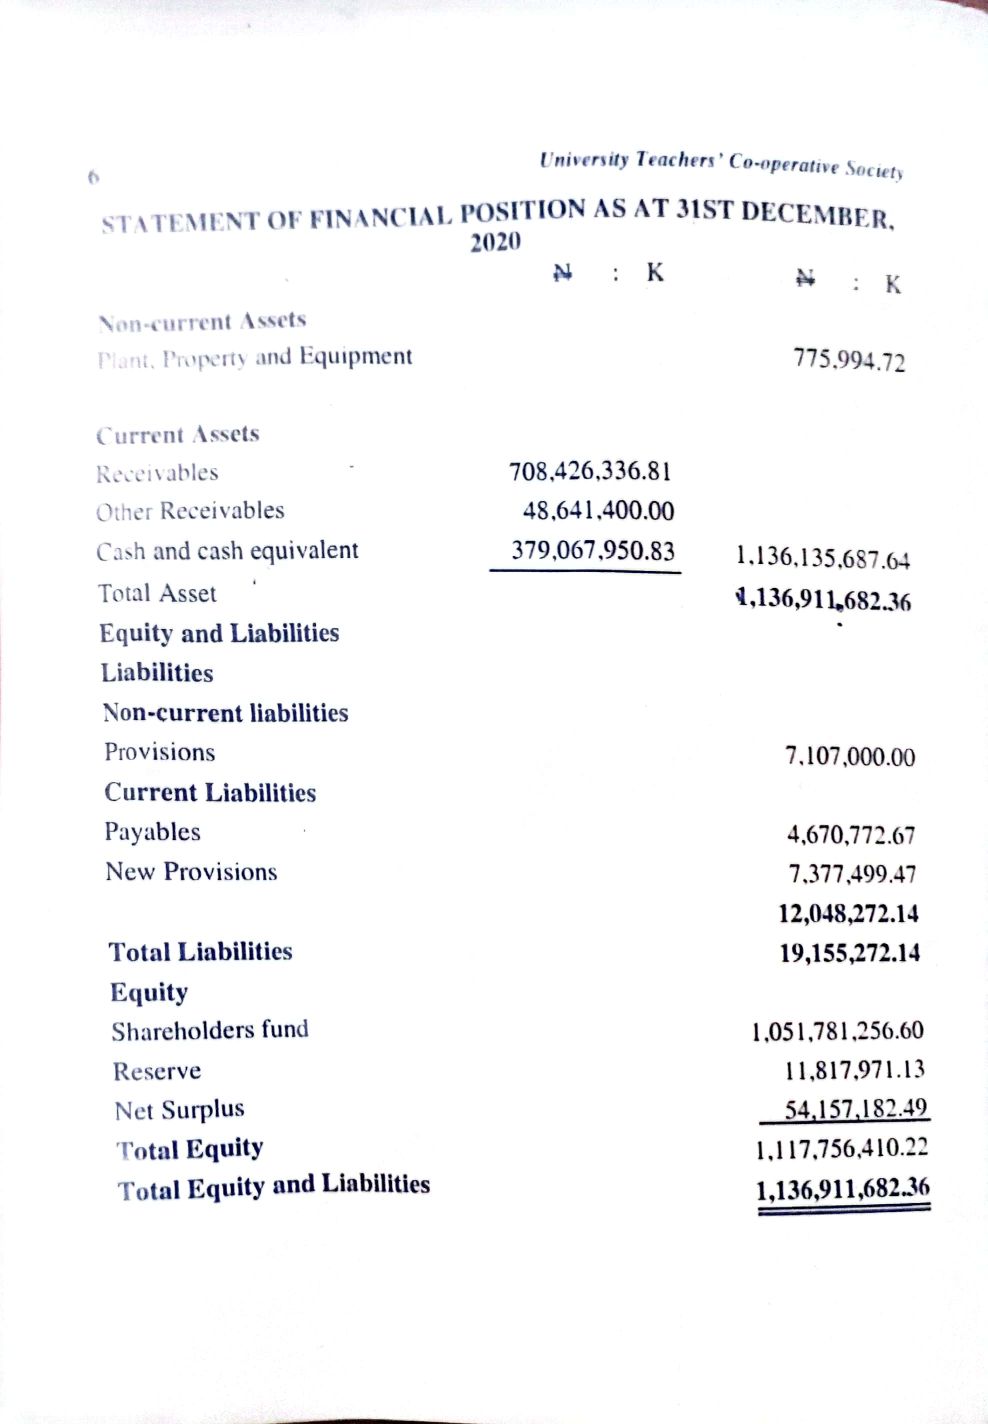 6 University Teachers' Co-operative Society
STATEMENT OF FINANCIAL POSITION AS AT 31ST DECEMBER,
2020
₦ : K ₦ : K
Non-current Assets
Plant, Property and Equipment 775,994.72
Current Assets
Receivables 708,426,336.81
Other Receivables 48,641,400.00
Cash and cash equivalent 379,067,950.83 1,136,135,687.64
Total Asset 1,136,911,682.36
Equity and Liabilities
Liabilities
Non-current liabilities
Provisions 7,107,000.00
Current Liabilities
Payables 4,670,772.67
New Provisions 7,377,499.47
12,048,272.14
Total Liabilities 19,155,272.14
Equity
Shareholders fund 1,051,781,256.60
Reserve 11,817,971.13
Net Surplus 54,157,182.49
Total Equity 1,117,756,410.22
Total Equity and Liabilities 1,136,911,682.36